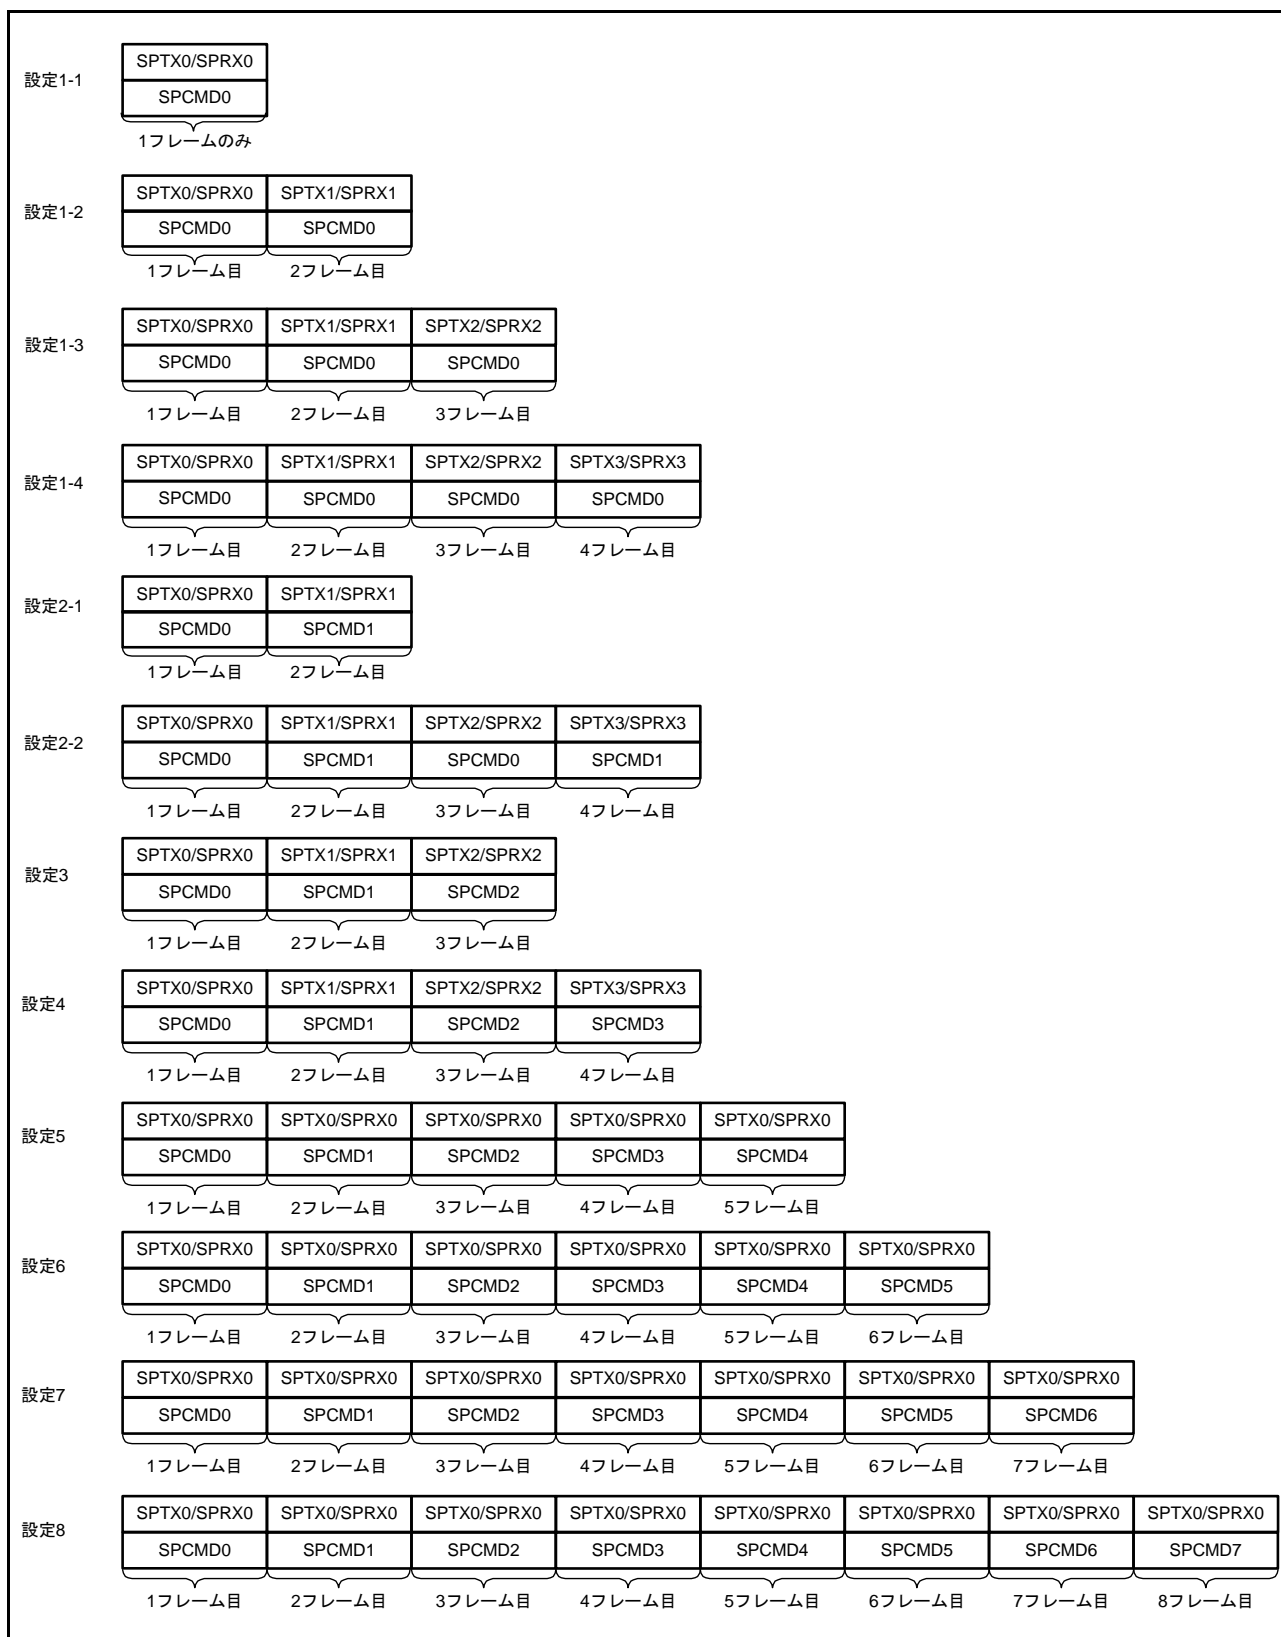 設定1-1
SPTX0/SPRX0
SPCMD0
1フレームのみ
設定1-2
SPTX0/SPRX0 SPTX1/SPRX1
SPCMD0 SPCMD0
1フレーム目 2フレーム目
設定1-3
SPTX0/SPRX0 SPTX1/SPRX1 SPTX2/SPRX2
SPCMD0 SPCMD0 SPCMD0
1フレーム目 2フレーム目 3フレーム目
設定1-4
SPTX0/SPRX0 SPTX1/SPRX1 SPTX2/SPRX2 SPTX3/SPRX3
SPCMD0 SPCMD0 SPCMD0 SPCMD0
1フレーム目 2フレーム目 3フレーム目 4フレーム目
設定2-1
SPTX0/SPRX0 SPTX1/SPRX1
SPCMD0 SPCMD1
1フレーム目 2フレーム目
設定2-2
SPTX0/SPRX0 SPTX1/SPRX1 SPTX2/SPRX2 SPTX3/SPRX3
SPCMD0 SPCMD1 SPCMD0 SPCMD1
1フレーム目 2フレーム目 3フレーム目 4フレーム目
設定3
SPTX0/SPRX0 SPTX1/SPRX1 SPTX2/SPRX2
SPCMD0 SPCMD1 SPCMD2
1フレーム目 2フレーム目 3フレーム目
設定4
SPTX0/SPRX0 SPTX1/SPRX1 SPTX2/SPRX2 SPTX3/SPRX3
SPCMD0 SPCMD1 SPCMD2 SPCMD3
1フレーム目 2フレーム目 3フレーム目 4フレーム目
設定5
SPTX0/SPRX0 SPTX0/SPRX0 SPTX0/SPRX0 SPTX0/SPRX0 SPTX0/SPRX0
SPCMD0 SPCMD1 SPCMD2 SPCMD3 SPCMD4
1フレーム目 2フレーム目 3フレーム目 4フレーム目 5フレーム目
設定6
SPTX0/SPRX0 SPTX0/SPRX0 SPTX0/SPRX0 SPTX0/SPRX0 SPTX0/SPRX0 SPTX0/SPRX0
SPCMD0 SPCMD1 SPCMD2 SPCMD3 SPCMD4 SPCMD5
1フレーム目 2フレーム目 3フレーム目 4フレーム目 5フレーム目 6フレーム目
設定7
SPTX0/SPRX0 SPTX0/SPRX0 SPTX0/SPRX0 SPTX0/SPRX0 SPTX0/SPRX0 SPTX0/SPRX0 SPTX0/SPRX0
SPCMD0 SPCMD1 SPCMD2 SPCMD3 SPCMD4 SPCMD5 SPCMD6
1フレーム目 2フレーム目 3フレーム目 4フレーム目 5フレーム目 6フレーム目 7フレーム目
設定8
SPTX0/SPRX0 SPTX0/SPRX0 SPTX0/SPRX0 SPTX0/SPRX0 SPTX0/SPRX0 SPTX0/SPRX0 SPTX0/SPRX0 SPTX0/SPRX0
SPCMD0 SPCMD1 SPCMD2 SPCMD3 SPCMD4 SPCMD5 SPCMD6 SPCMD7
1フレーム目 2フレーム目 3フレーム目 4フレーム目 5フレーム目 6フレーム目 7フレーム目 8フレーム目